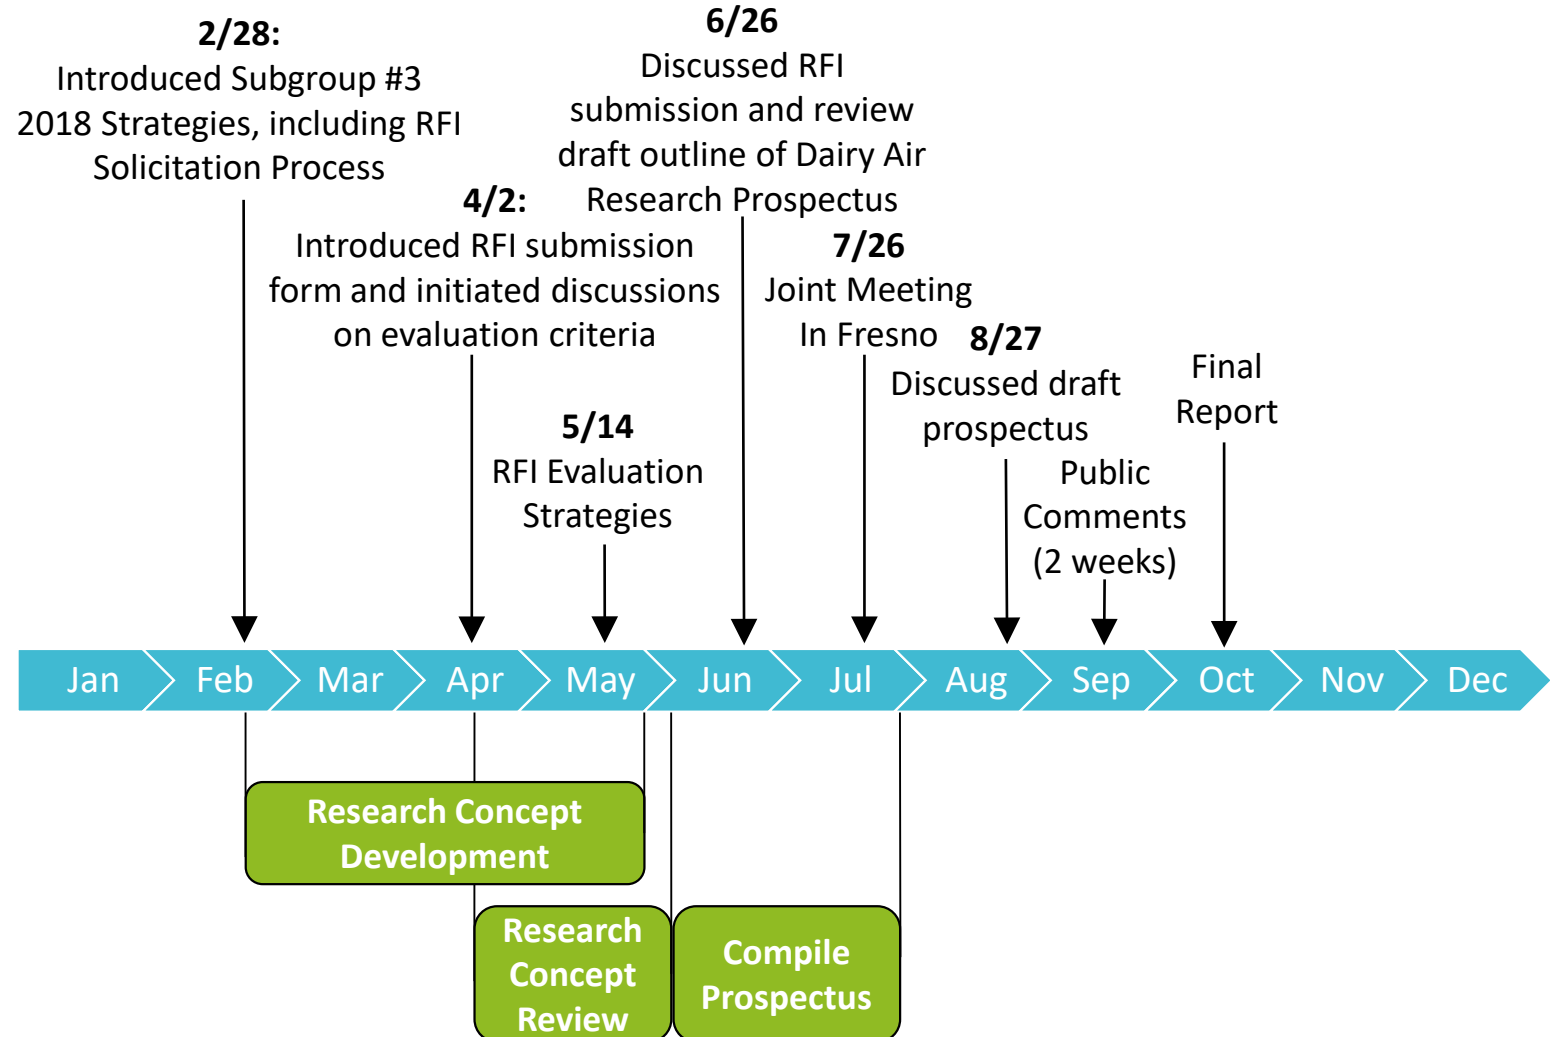 2/28:
Introduced Subgroup #3
2018 Strategies, including RFI
Solicitation Process
4/2:
Introduced RFI submission
form and initiated discussions
on evaluation criteria
5/14
RFI Evaluation
Strategies
6/26
Discussed RFI
submission and review
draft outline of Dairy Air
Research Prospectus
7/26
Joint Meeting
In Fresno
8/27
Discussed draft
prospectus
Public
Comments
(2 weeks)
Final
Report
Jan Feb Mar Apr May Jun Jul Aug Sep Oct Nov Dec
Research Concept
Development
Research
Concept
Review
Compile
Prospectus